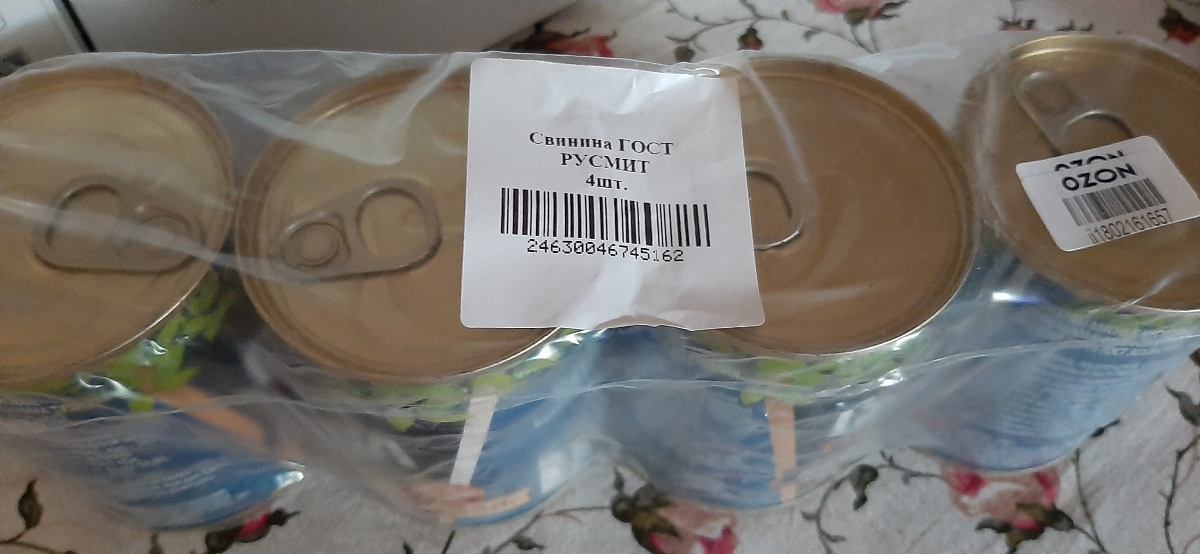 Свинина ГОСТ
РУСМИТ
4шт.
24630046745162
OZON
OZON
ii1802161657